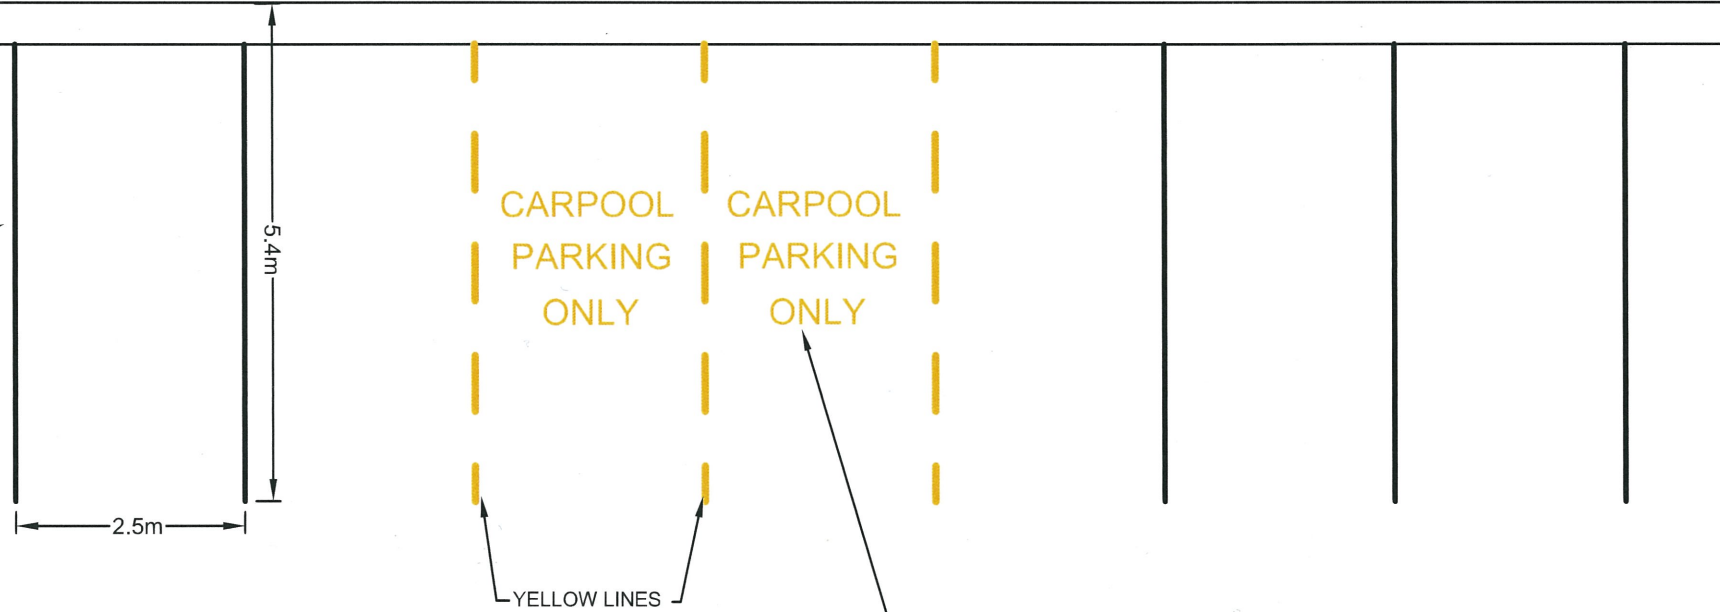 5.4m
CARPOOL
PARKING
ONLY
CARPOOL
PARKING
ONLY
2.5m
YELLOW LINES